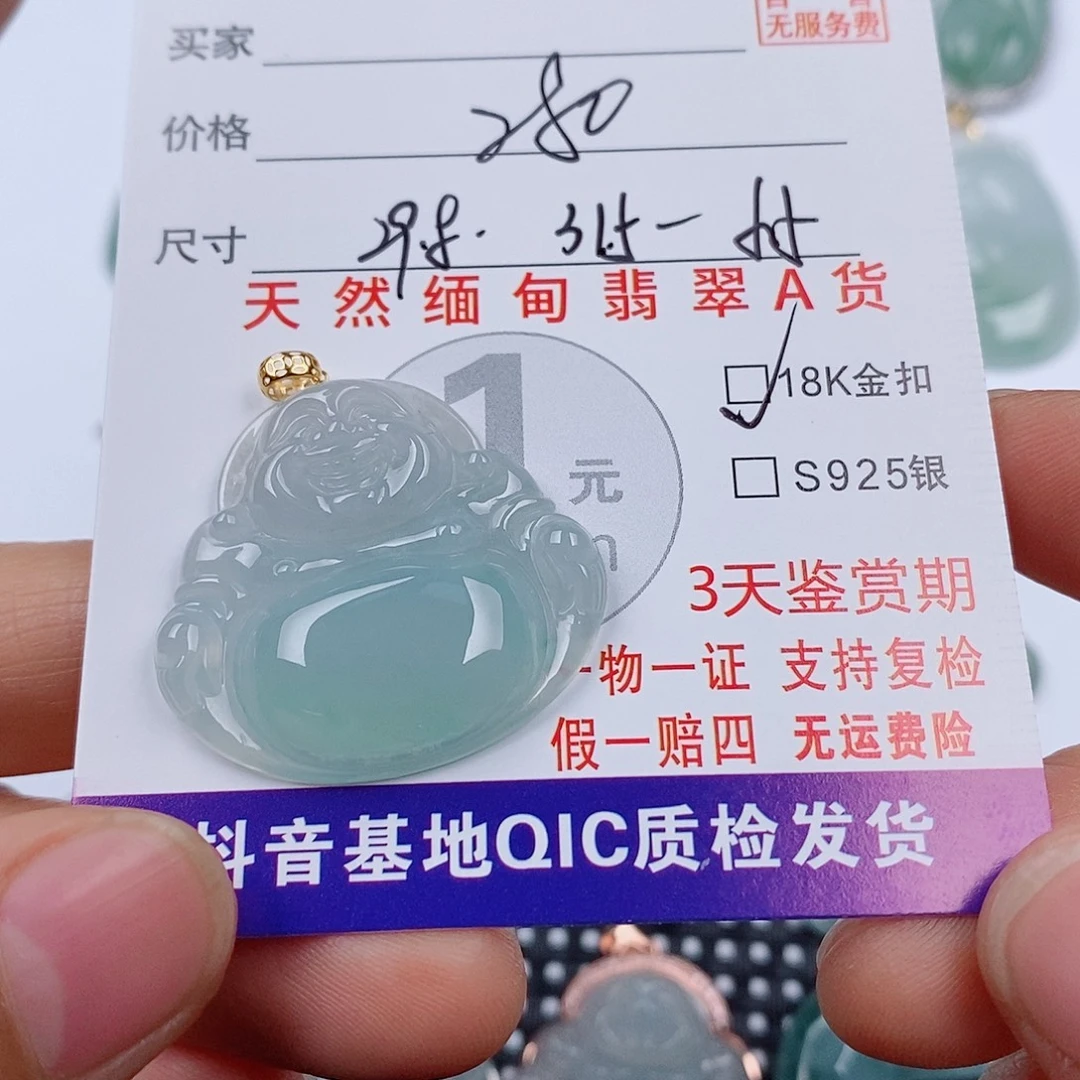 无服务费
买家
价格 280
尺寸
天然缅甸翡翠A货
1元
18K金扣
S925银
3天鉴赏期
一物一证 支持复检
假一赔四 无运费险
抖音基地QIC质检发货